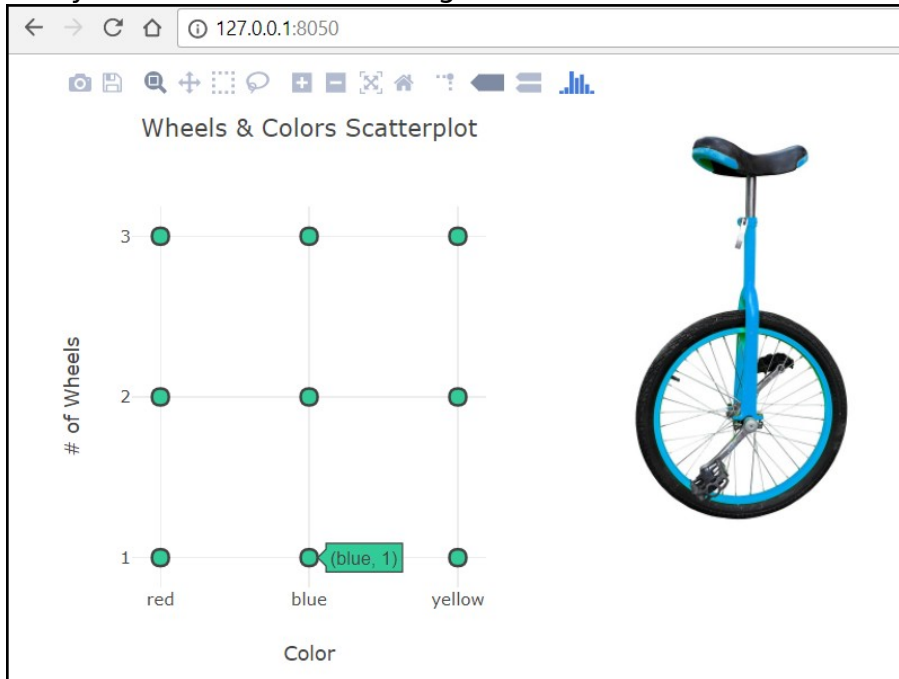 127.0.0.1:8050
Wheels & Colors Scatterplot
3
2
1
# of Wheels
(blue, 1)
red blue yellow
Color